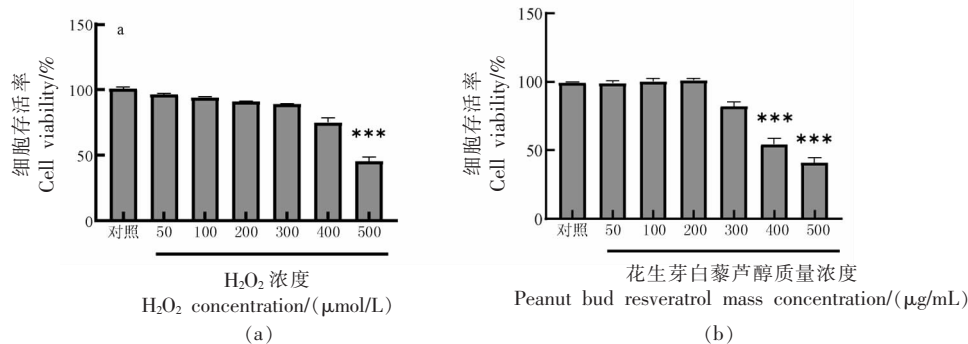 150
a
100
50
0
细胞存活率
Cell viability/%
***
对照 50 100 200 300 400 500
H₂O₂ 浓度
H₂O₂ concentration/(μmol/L)
(a)
150
100
50
0
细胞存活率
Cell viability/%
***
***
对照 50 100 200 300 400 500
花生芽白藜芦醇质量浓度
Peanut bud resveratrol mass concentration/(μg/mL)
(b)